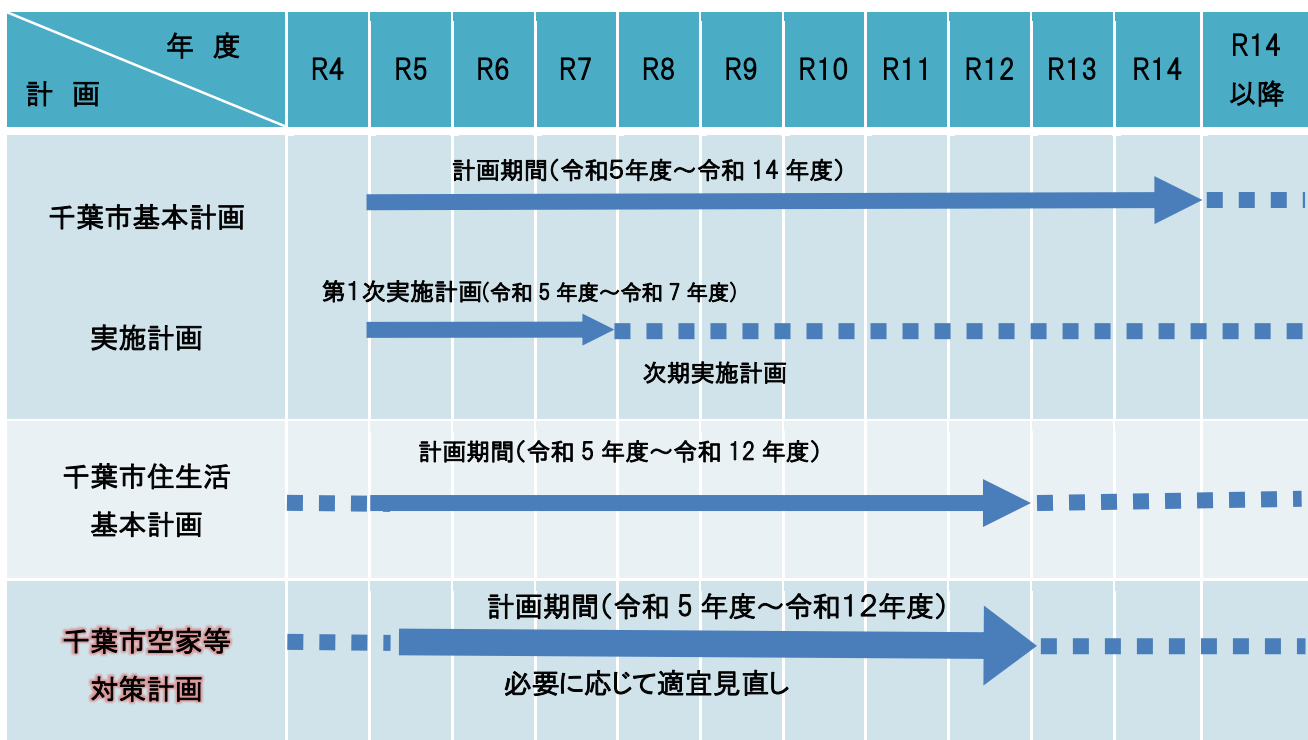 年 度
計 画
R4
R5
R6
R7
R8
R9
R10
R11
R12
R13
R14
R14
以降
千葉市基本計画
計画期間(令和5年度～令和 14 年度)
実施計画
第1次実施計画(令和 5 年度～令和 7 年度)
次期実施計画
千葉市住生活
基本計画
計画期間(令和 5 年度～令和 12 年度)
千葉市空家等
対策計画
計画期間(令和 5 年度～令和12年度)
必要に応じて適宜見直し